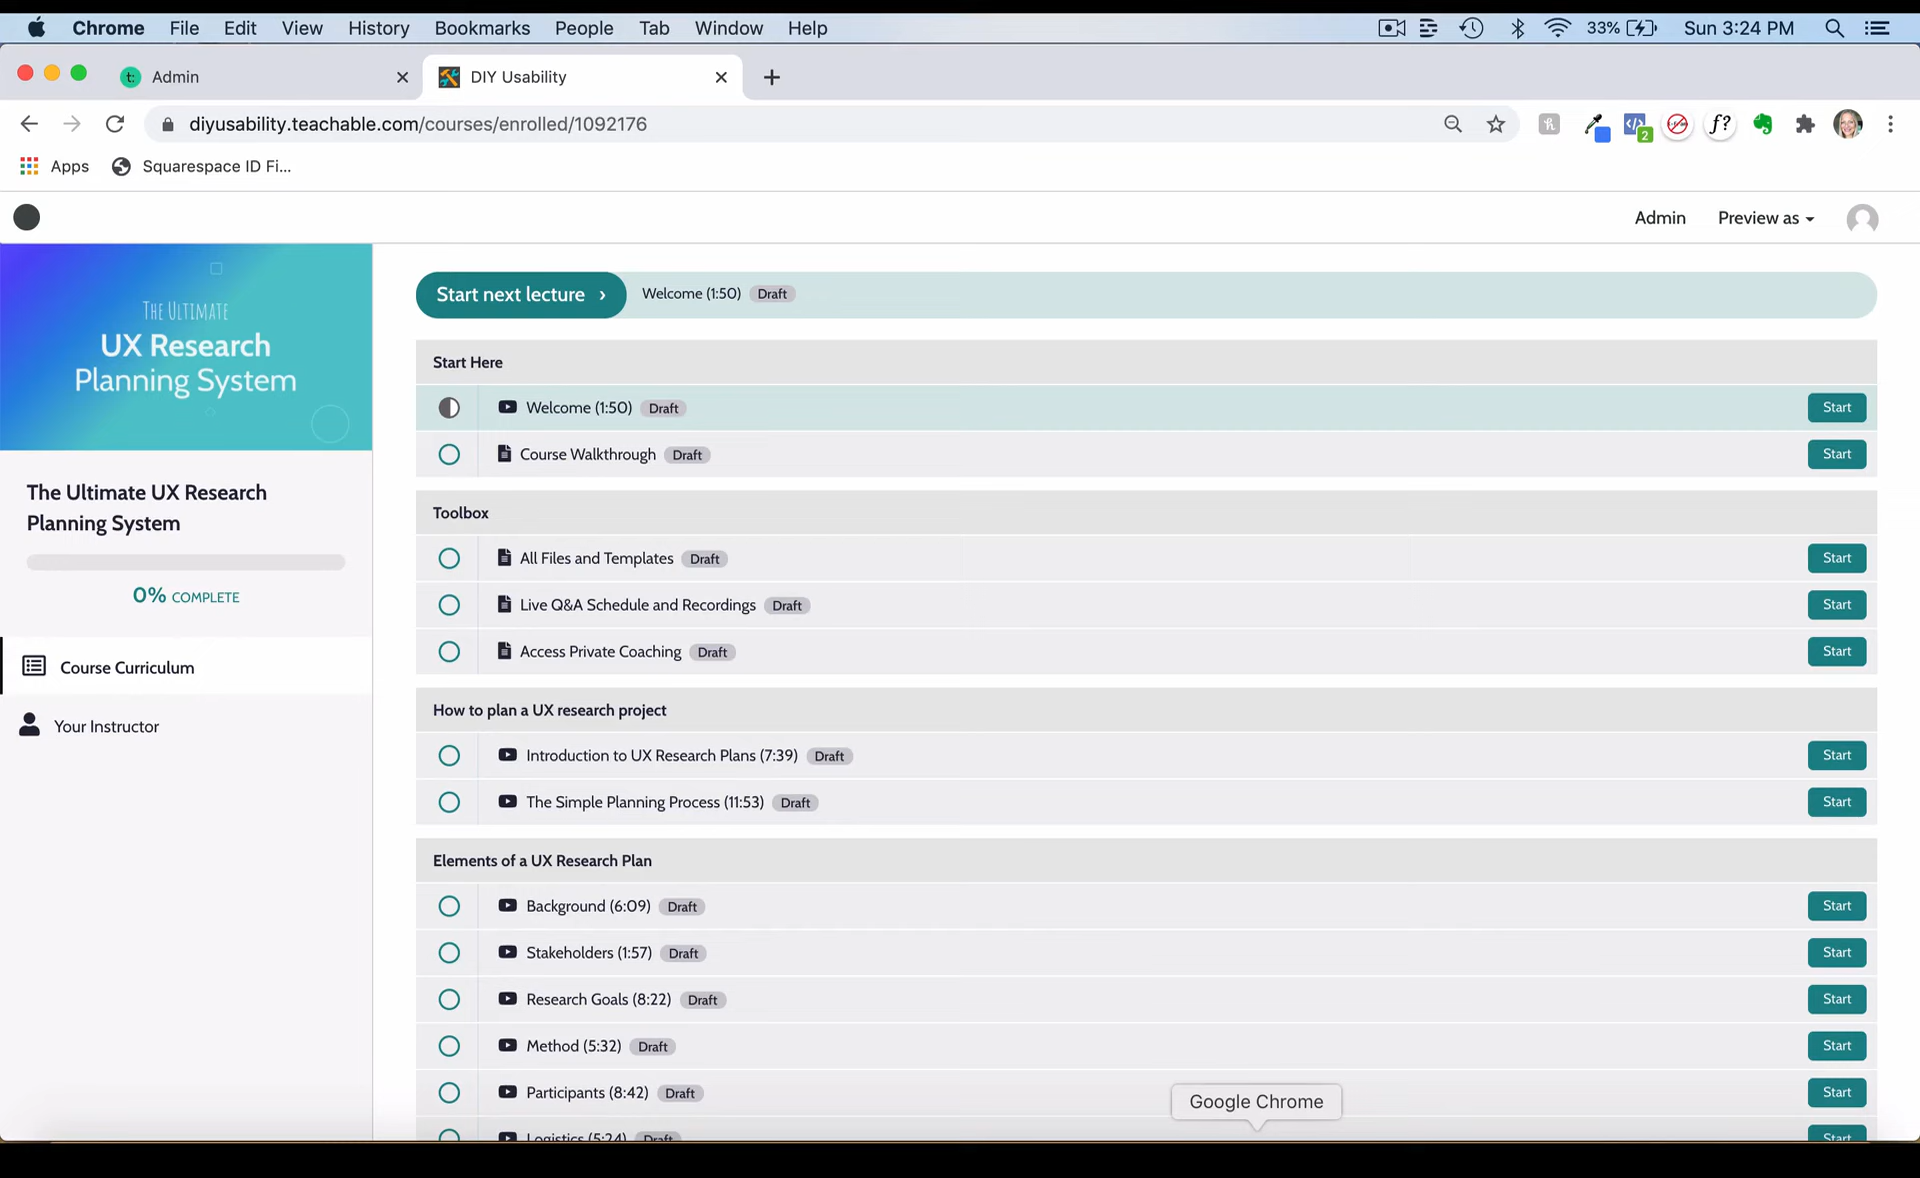 Chrome File Edit View History Bookmarks People Tab Window Help 33% Sun 3:24 PM
t: Admin DIY Usability
diyusability.teachable.com/courses/enrolled/1092176 2 f?
Apps Squarespace ID Fi...
Admin Preview as
THE ULTIMATE
UX Research
Planning System
The Ultimate UX Research
Planning System
0% COMPLETE
Course Curriculum
Your Instructor
Start next lecture › Welcome (1:50) Draft
Start Here
Welcome (1:50) Draft Start
Course Walkthrough Draft Start
Toolbox
All Files and Templates Draft Start
Live Q&A Schedule and Recordings Draft Start
Access Private Coaching Draft Start
How to plan a UX research project
Introduction to UX Research Plans (7:39) Draft Start
The Simple Planning Process (11:53) Draft Start
Elements of a UX Research Plan
Background (6:09) Draft Start
Stakeholders (1:57) Draft Start
Research Goals (8:22) Draft Start
Method (5:32) Draft Start
Participants (8:42) Draft Start
Logistics (5:24) Draft Start
Google Chrome